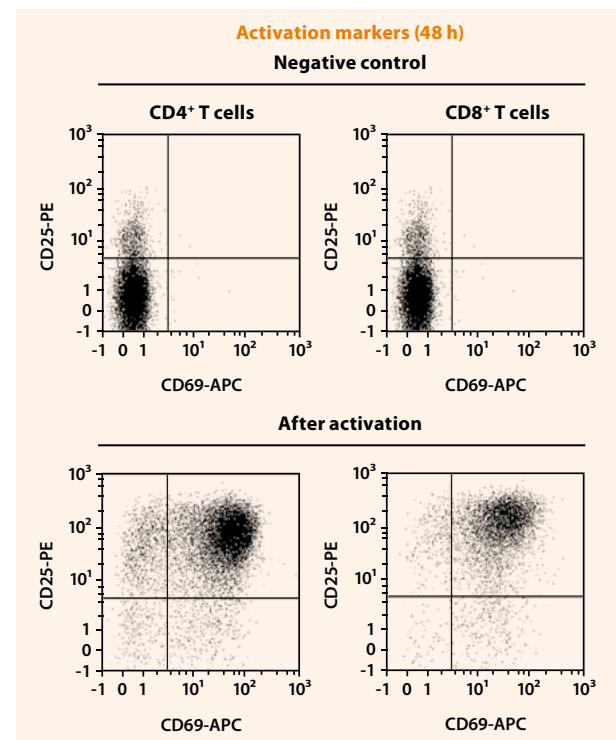 Activation markers (48 h)
Negative control
CD4⁺ T cells
CD8⁺ T cells
10³
10²
10¹
1
0
-1
CD25-PE
-1 0 1 10¹ 10² 10³
CD69-APC
10³
10²
10¹
1
0
-1
CD25-PE
-1 0 1 10¹ 10² 10³
CD69-APC
After activation
10³
10²
10¹
1
0
-1
CD25-PE
-1 0 1 10¹ 10² 10³
CD69-APC
10³
10²
10¹
1
0
-1
CD25-PE
-1 0 1 10¹ 10² 10³
CD69-APC